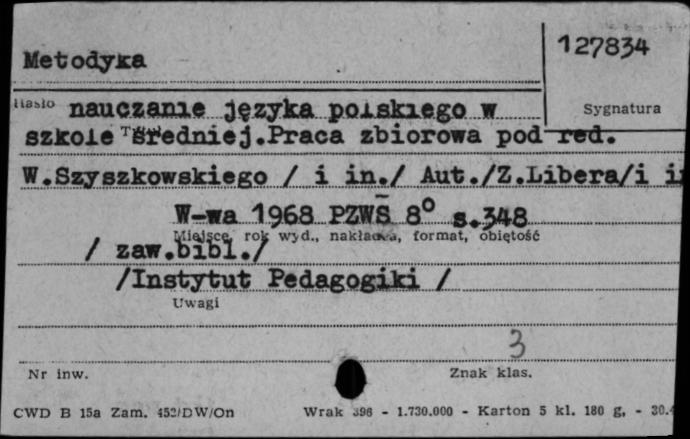 Metodyka
127834
Hasło nauczanie języka polskiego w
Sygnatura
szkole średniej.Praca zbiorowa pod red.
W.Szyszkowskiego / i in./ Aut./Z.Libera/i
W-wa 1968 PZWS 8° s.348
Miejsce, rok wyd., nakładca, format, objętość
/ zaw.bibl./
/Instytut Pedagogiki /
Uwagi
3
Nr inw.
Znak klas.
CWD B 15a Zam. 452/DW/On Wrak 396 - 1.730.000 - Karton 5 kl. 180 g, -